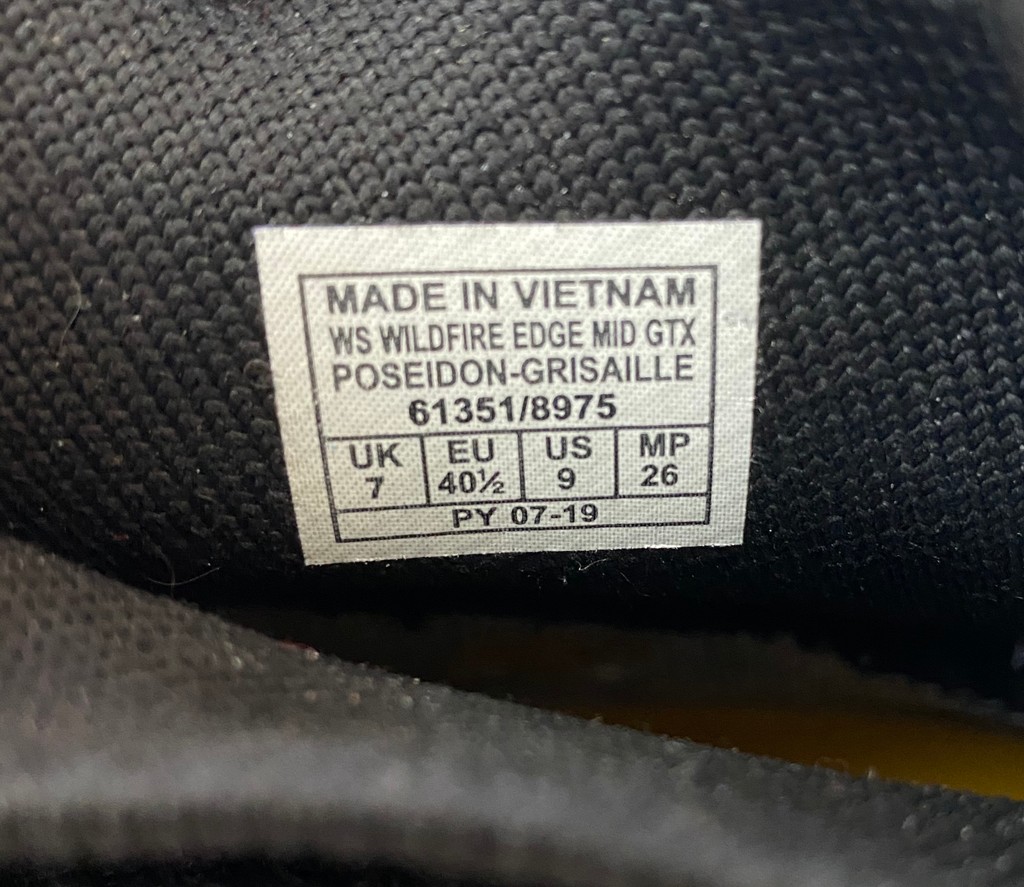 MADE IN VIETNAM
WS WILDFIRE EDGE MID GTX
POSEIDON-GRISAILLE
61351/8975
UK EU US MP
7 40½ 9 26
PY 07-19